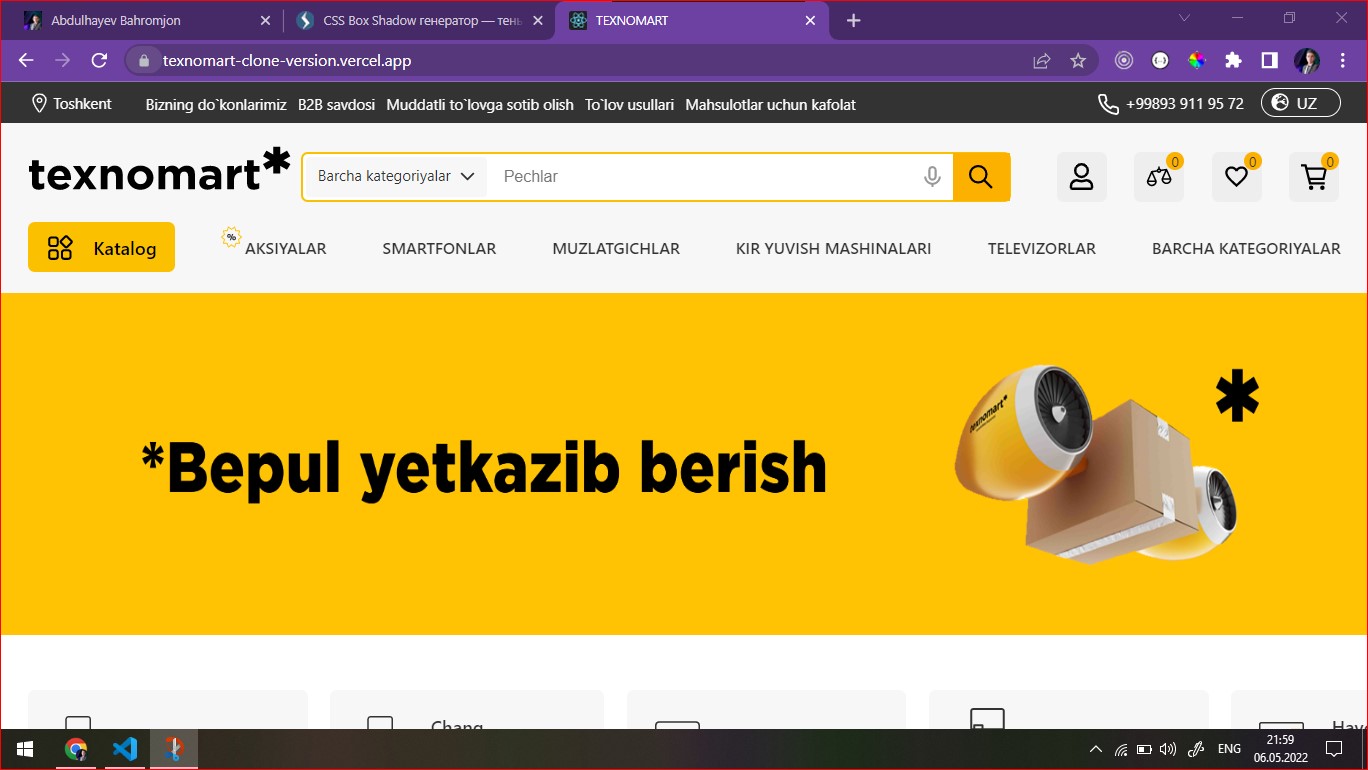 Abdulhayev Bahromjon
CSS Box Shadow генератор — тень
TEXNOMART
texnomart-clone-version.vercel.app
Toshkent Bizning do`konlarimiz B2B savdosi Muddatli to`lovga sotib olish To`lov usullari Mahsulotlar uchun kafolat +99893 911 95 72 UZ
texnomart* Barcha kategoriyalar Pechlar 0 0 0
Katalog % AKSIYALAR SMARTFONLAR MUZLATGICHLAR KIR YUVISH MASHINALARI TELEVIZORLAR BARCHA KATEGORIYALAR
texnomart*
*Bepul yetkazib berish
Chang
ENG 21:59
06.05.2022